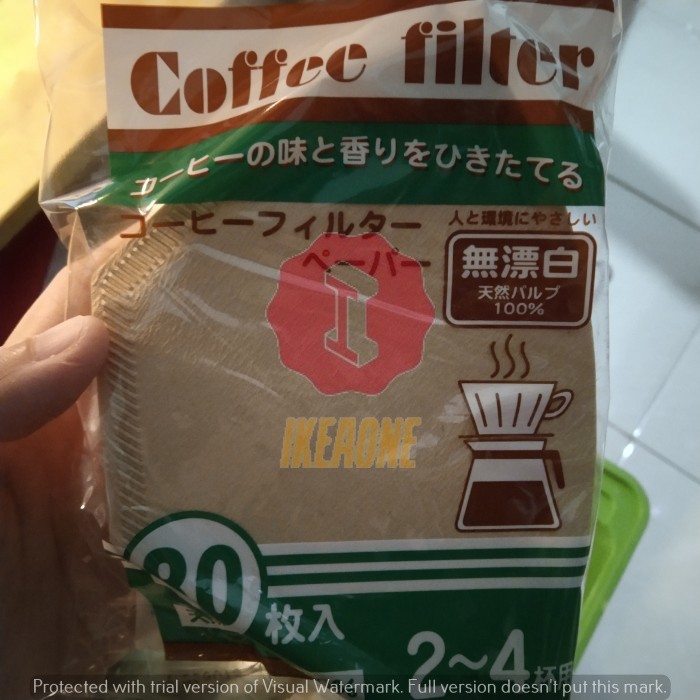 Coffee filter
コーヒーの味と香りをひきたてる
コーヒーフィルター
ペーパー
人と環境にやさしい
無漂白
天然パルプ
100%
IKEAONE
80
枚入
2～4杯用
Protected with trial version of Visual Watermark. Full version doesn't put this mark.